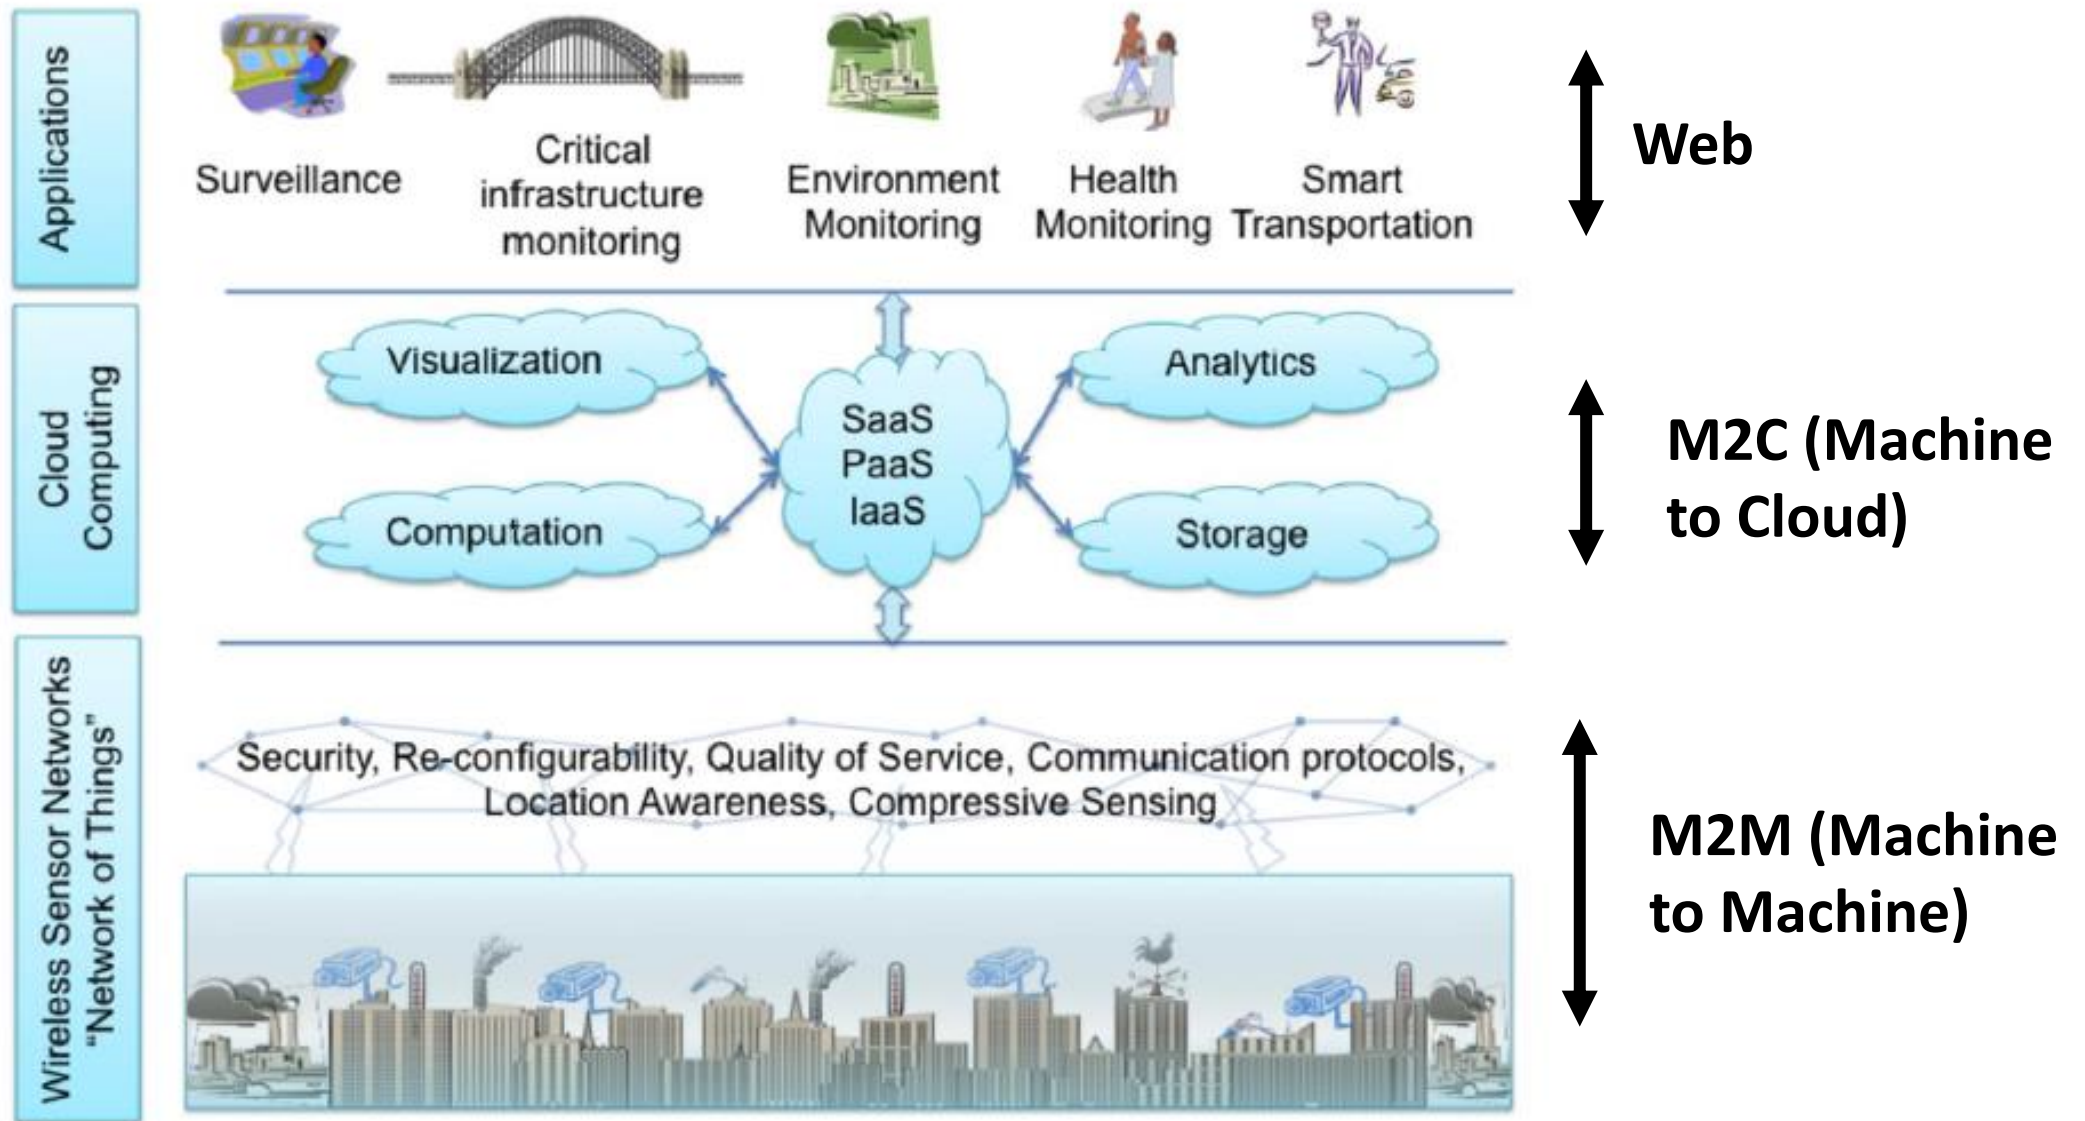 Applications
Surveillance
Critical
infrastructure
monitoring
Environment
Monitoring
Health
Monitoring
Smart
Transportation
Web
Cloud
Computing
Visualization
Computation
SaaS
PaaS
IaaS
Analytics
Storage
M2C (Machine
to Cloud)
Wireless Sensor Networks
“Network of Things”
Security, Re-configurability, Quality of Service, Communication protocols,
Location Awareness, Compressive Sensing
M2M (Machine
to Machine)